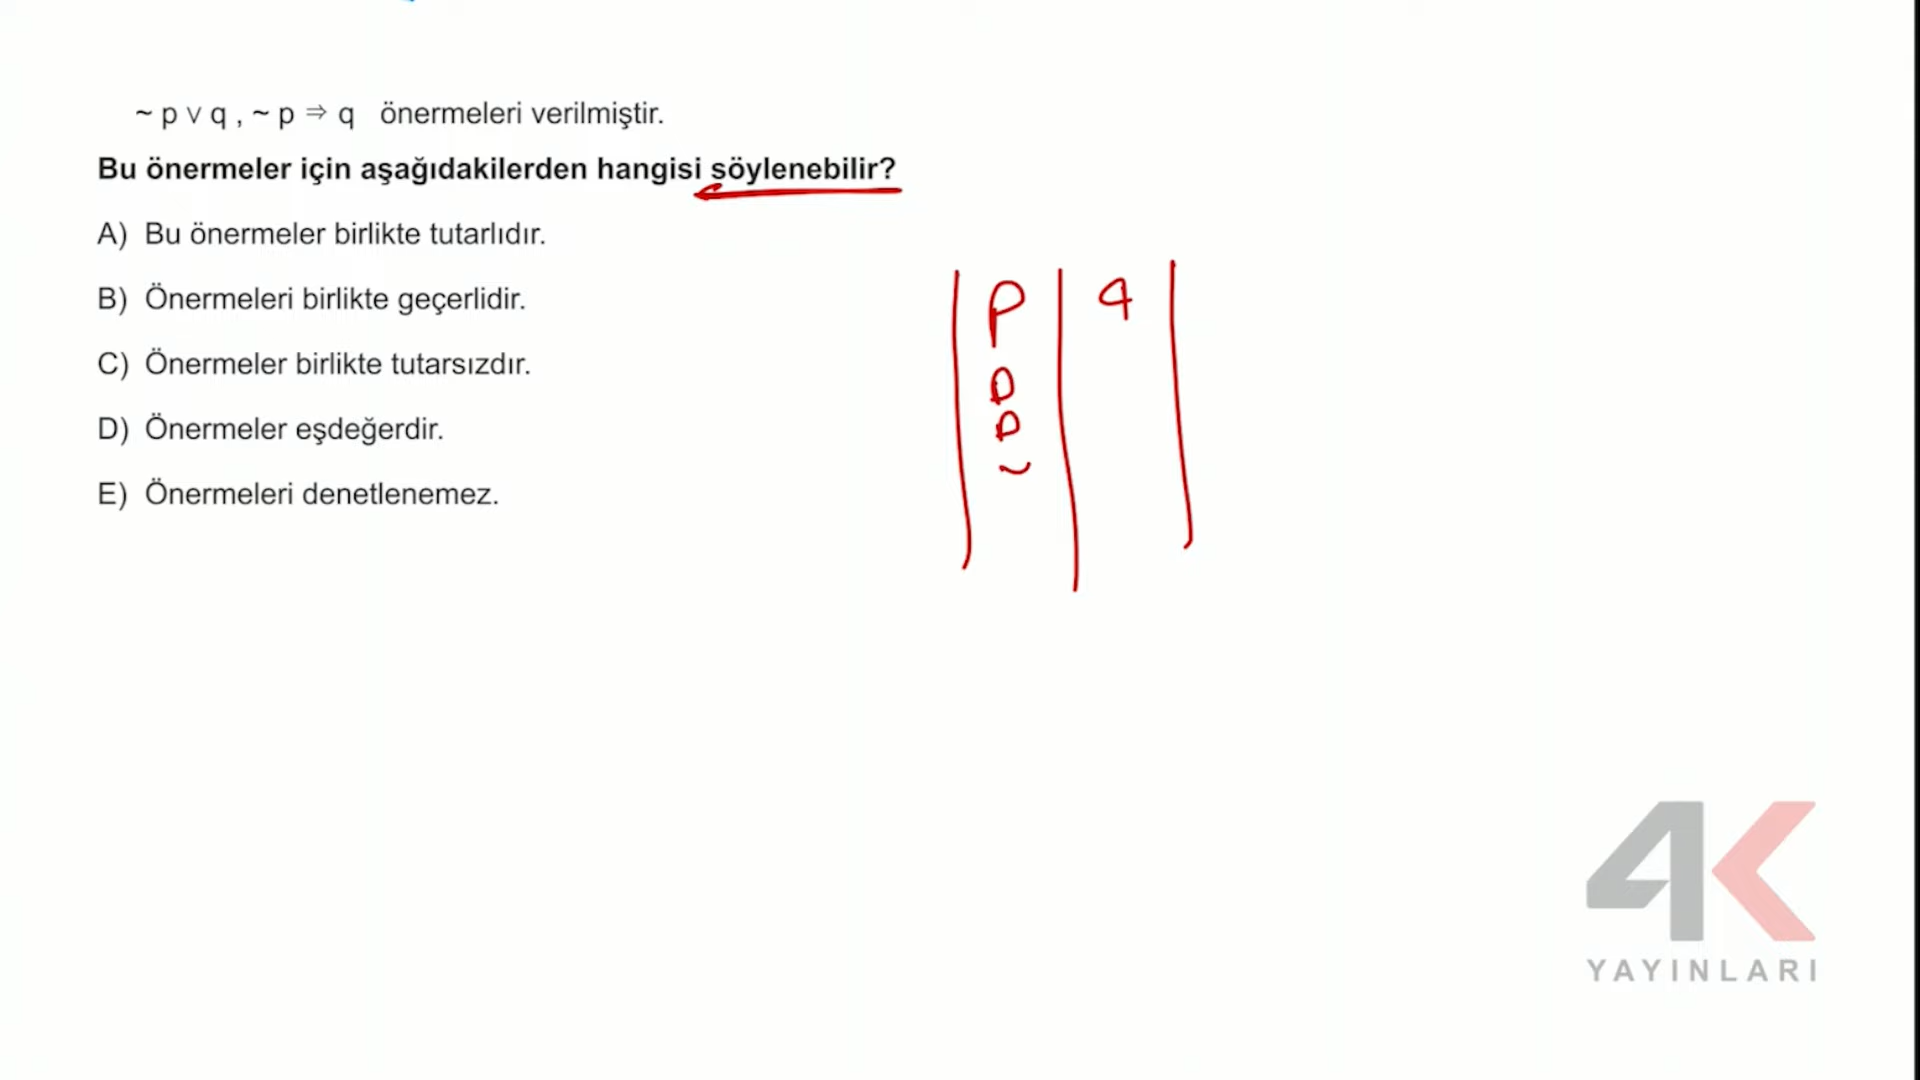 ~ p ∨ q , ~ p ⇒ q önermeleri verilmiştir.
Bu önermeler için aşağıdakilerden hangisi söylenebilir?
A) Bu önermeler birlikte tutarlıdır.
B) Önermeleri birlikte geçerlidir.
C) Önermeler birlikte tutarsızdır.
D) Önermeler eşdeğerdir.
E) Önermeleri denetlenemez.
P q
D
D
~
4K
YAYINLARI